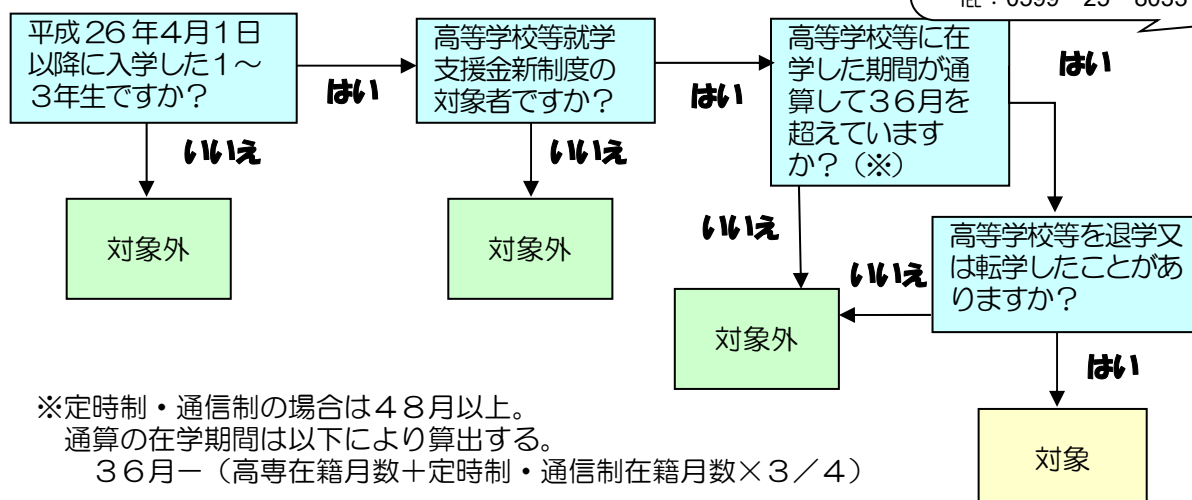 ℡：0599－25－8055
平成26年4月1日
以降に入学した1～
3年生ですか？
はい
いいえ
対象外
高等学校等就学
支援金新制度の
対象者ですか？
はい
いいえ
対象外
高等学校等に在
学した期間が通
算して３６月を
超えています
か？（※）
はい
いいえ
対象外
高等学校等を退学又
は転学したことがあ
りますか？
いいえ
はい
対象
※定時制・通信制の場合は４８月以上。
通算の在学期間は以下により算出する。
３６月－（高専在籍月数＋定時制・通信制在籍月数×３／４）